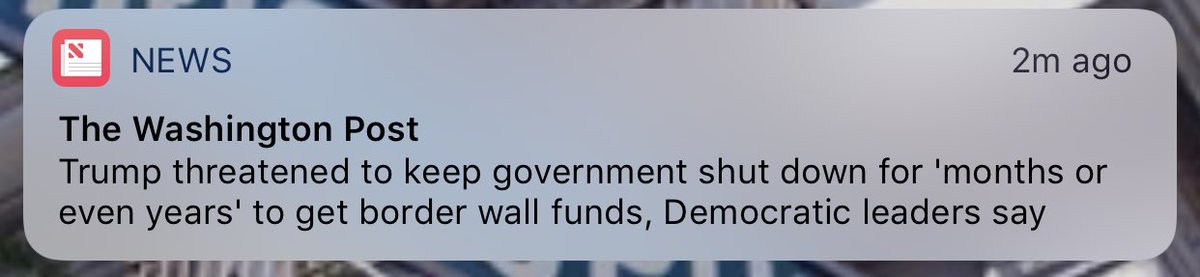 NEWS
2m ago
The Washington Post
Trump threatened to keep government shut down for 'months or
even years' to get border wall funds, Democratic leaders say